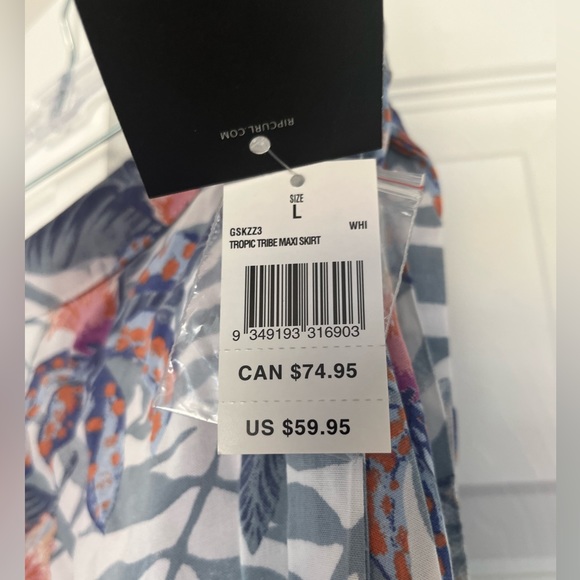 RIPCURL.COM
SIZE
L
GSKZZ3 WHI
TROPIC TRIBE MAXI SKIRT
9 349193 316903
CAN $74.95
US $59.95